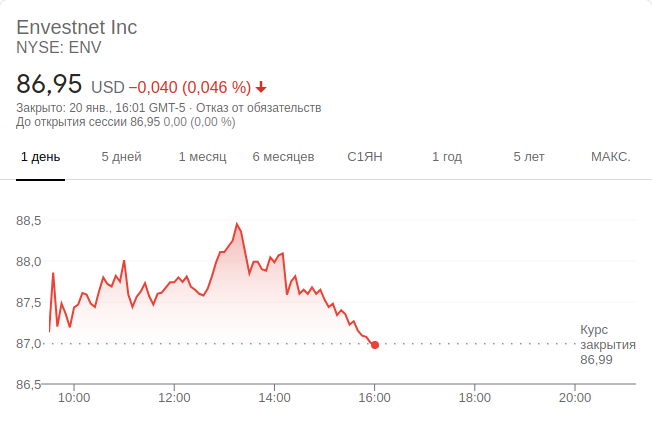 Envestnet Inc
NYSE: ENV
86,95 USD −0,040 (0,046 %)
Закрыто: 20 янв., 16:01 GMT-5 · Отказ от обязательств
До открытия сессии 86,95 0,00 (0,00 %)
1 день 5 дней 1 месяц 6 месяцев С1ЯН 1 год 5 лет МАКС.
88,5
88,0
87,5
87,0
86,5
Курс
закрытия
86,99
10:00 12:00 14:00 16:00 18:00 20:00